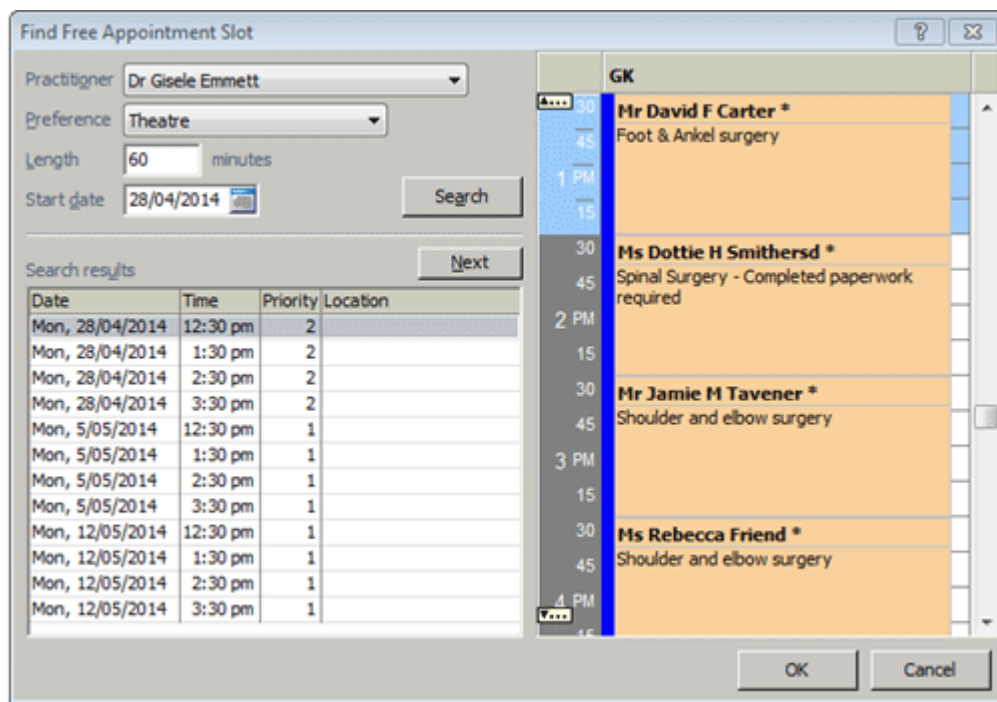 Find Free Appointment Slot
Practitioner Dr Gisele Emmett
Preference Theatre
Length 60 minutes
Start date 28/04/2014 Search
Search results Next
Date Time Priority Location
Mon, 28/04/2014 12:30 pm 2
Mon, 28/04/2014 1:30 pm 2
Mon, 28/04/2014 2:30 pm 2
Mon, 28/04/2014 3:30 pm 2
Mon, 5/05/2014 12:30 pm 1
Mon, 5/05/2014 1:30 pm 1
Mon, 5/05/2014 2:30 pm 1
Mon, 5/05/2014 3:30 pm 1
Mon, 12/05/2014 12:30 pm 1
Mon, 12/05/2014 1:30 pm 1
Mon, 12/05/2014 2:30 pm 1
Mon, 12/05/2014 3:30 pm 1
GK
30 Mr David F Carter *
45 Foot & Ankel surgery
1 PM
15
30 Ms Dottie H Smithersd *
45 Spinal Surgery - Completed paperwork
required
2 PM
15
30 Mr Jamie M Tavener *
45 Shoulder and elbow surgery
3 PM
15
30 Ms Rebecca Friend *
45 Shoulder and elbow surgery
4 PM
15
OK Cancel